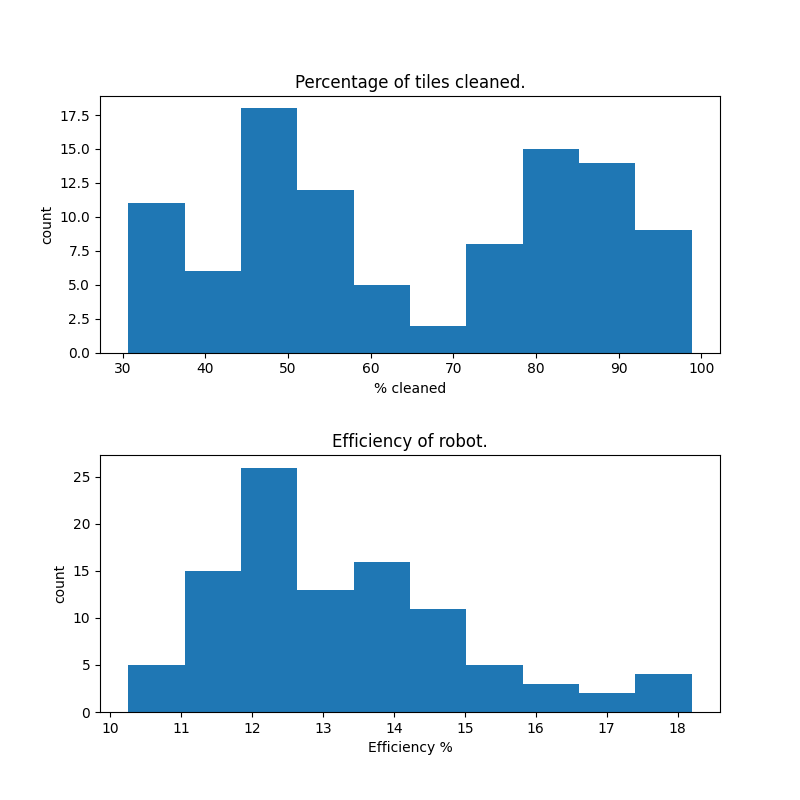 Percentage of tiles cleaned.
17.5
15.0
12.5
10.0
7.5
5.0
2.5
0.0
count
30 40 50 60 70 80 90 100
% cleaned
Efficiency of robot.
25
20
15
10
5
0
count
10 11 12 13 14 15 16 17 18
Efficiency %